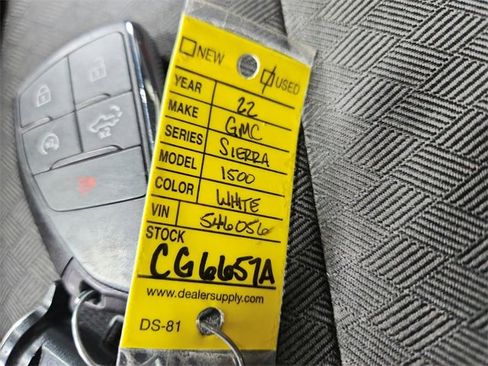 NEW USED
YEAR 22
MAKE GMC
SERIES SIERRA
MODEL 1500
COLOR WHITE
VIN 546056
STOCK
CG6657A
www.dealersupply.com
DS-81